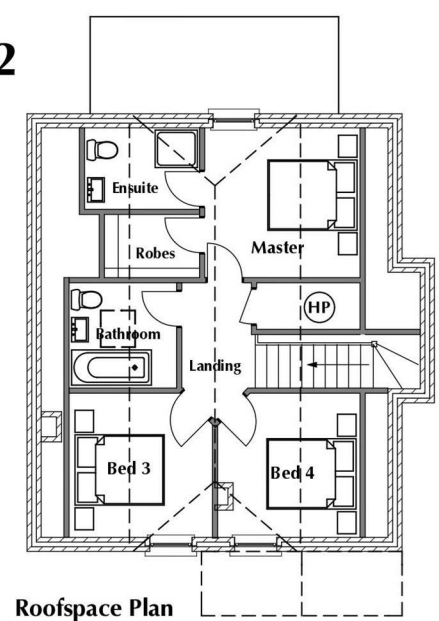 2
Ensuite
Robes
Master
HP
Bathroom
Landing
Bed 3
Bed 4
Roofspace Plan